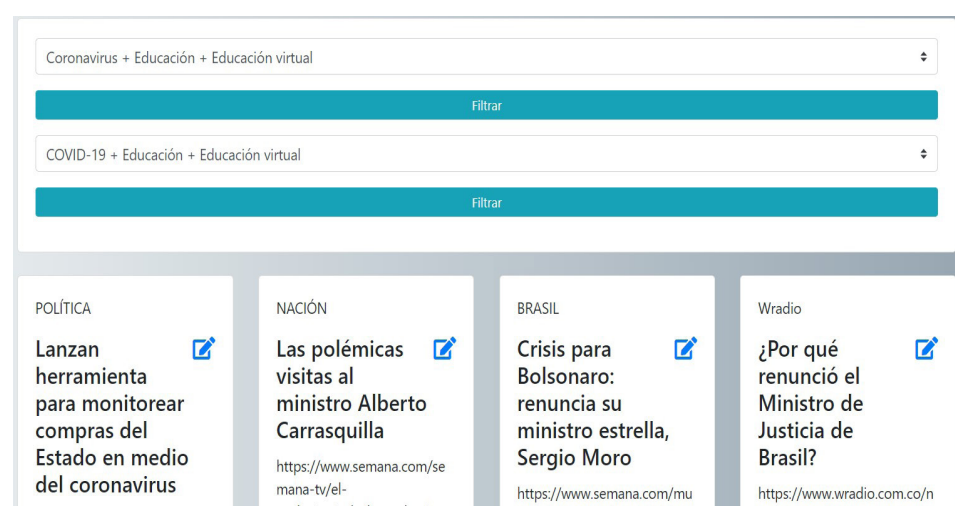 Coronavirus + Educación + Educación virtual
Filtrar
COVID-19 + Educación + Educación virtual
Filtrar
POLÍTICA
Lanzan
herramienta
para monitorear
compras del
Estado en medio
del coronavirus
NACIÓN
Las polémicas
visitas al
ministro Alberto
Carrasquilla
https://www.semana.com/se
mana-tv/el-
BRASIL
Crisis para
Bolsonaro:
renuncia su
ministro estrella,
Sergio Moro
https://www.semana.com/mu
Wradio
¿Por qué
renunció el
Ministro de
Justicia de
Brasil?
https://www.wradio.com.co/n